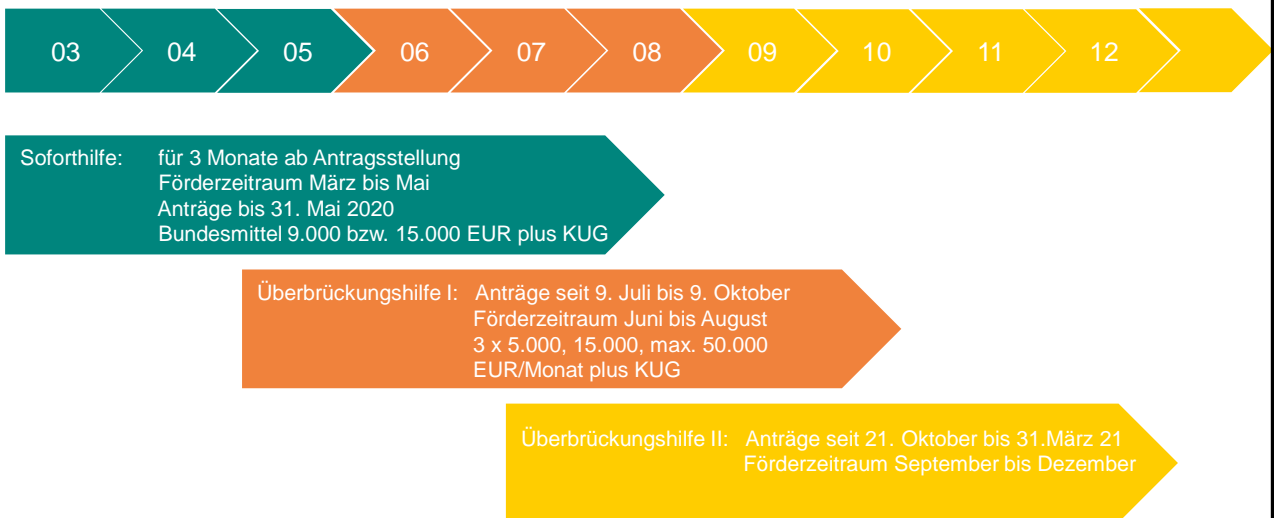 03 04 05 06 07 08 09 10 11 12
Soforthilfe: für 3 Monate ab Antragsstellung
Förderzeitraum März bis Mai
Anträge bis 31. Mai 2020
Bundesmittel 9.000 bzw. 15.000 EUR plus KUG
Überbrückungshilfe I: Anträge seit 9. Juli bis 9. Oktober
Förderzeitraum Juni bis August
3 x 5.000, 15.000, max. 50.000
EUR/Monat plus KUG
Überbrückungshilfe II: Anträge seit 21. Oktober bis 31.März 21
Förderzeitraum September bis Dezember